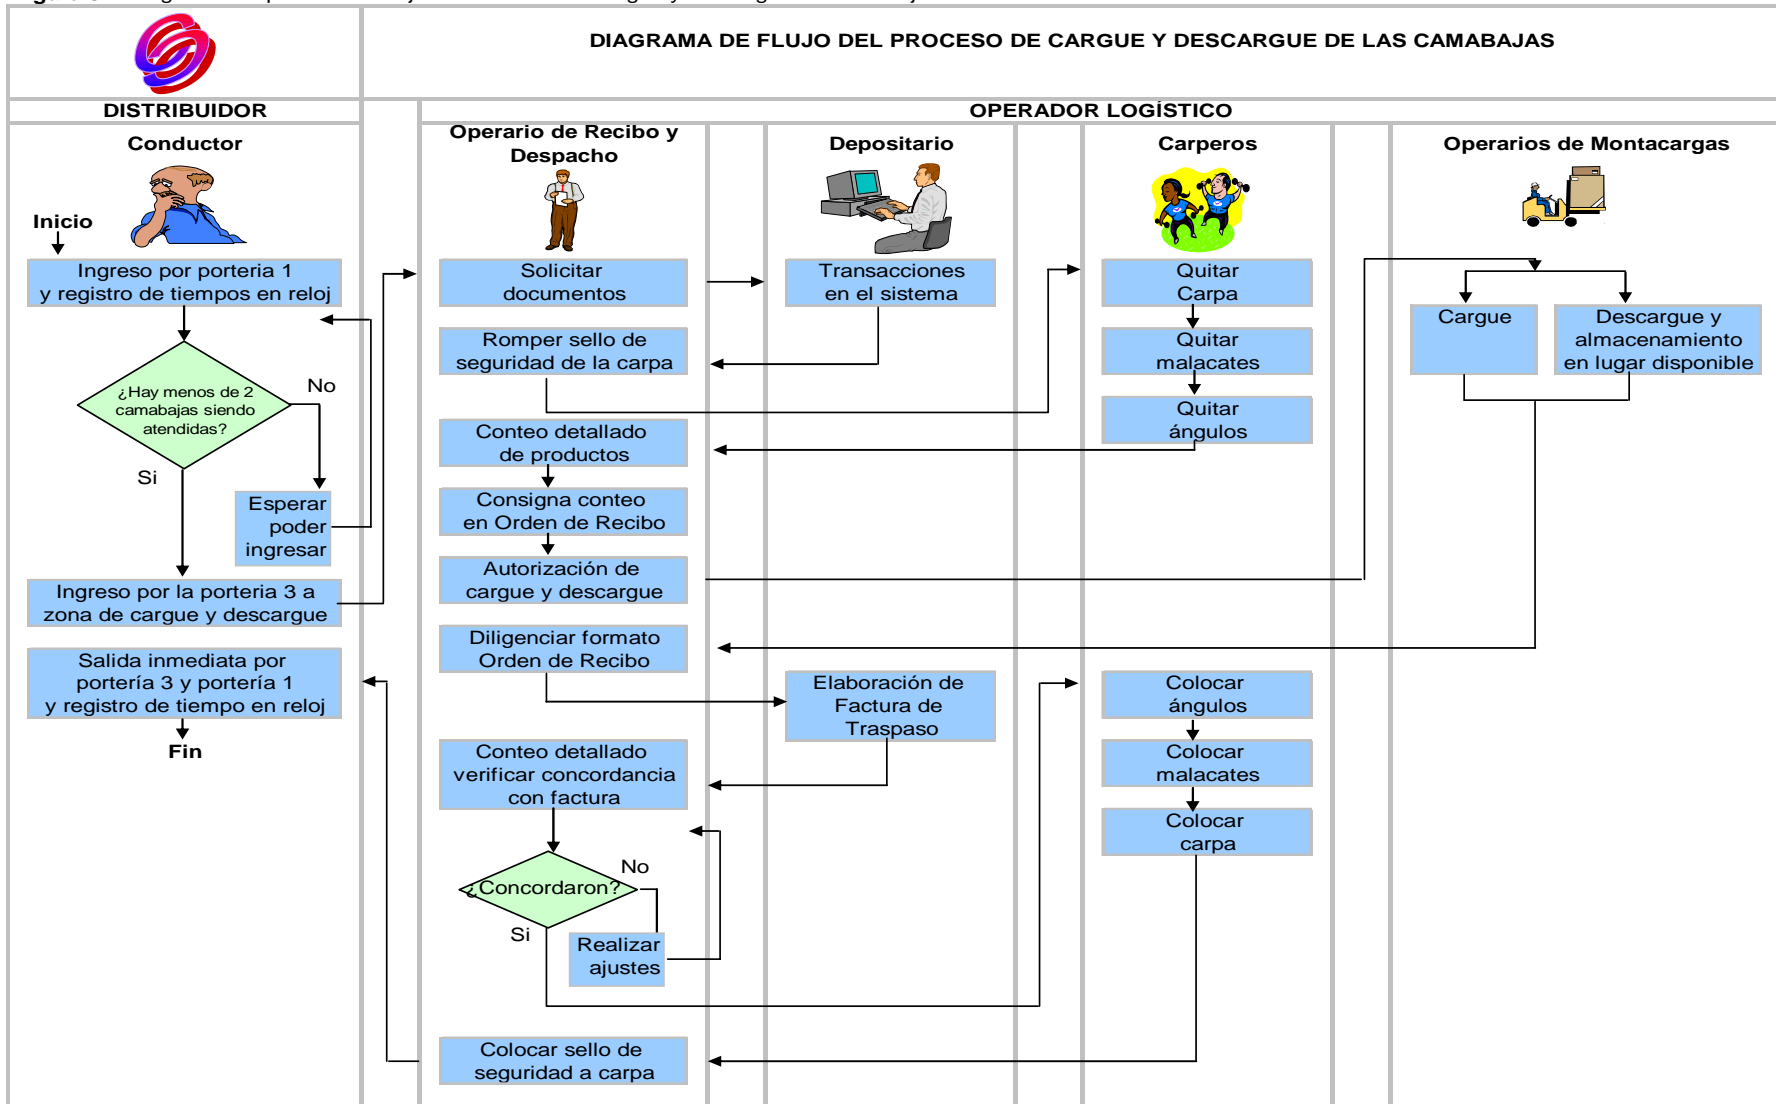 DIAGRAMA DE FLUJO DEL PROCESO DE CARGUE Y DESCARGUE DE LAS CAMABAJAS
DISTRIBUIDOR
OPERADOR LOGÍSTICO
Conductor
Operario de Recibo y
Despacho
Depositario
Carperos
Operarios de Montacargas
Inicio
Ingreso por porteria 1
y registro de tiempos en reloj
¿Hay menos de 2
camabajas siendo
atendidas?
No
Si
Esperar
poder
ingresar
Ingreso por la porteria 3 a
zona de cargue y descargue
Salida inmediata por
portería 3 y portería 1
y registro de tiempo en reloj
Fin
Solicitar
documentos
Romper sello de
seguridad de la carpa
Conteo detallado
de productos
Consigna conteo
en Orden de Recibo
Autorización de
cargue y descargue
Diligenciar formato
Orden de Recibo
Conteo detallado
verificar concordancia
con factura
¿Concordaron?
No
Si
Realizar
ajustes
Colocar sello de
seguridad a carpa
Transacciones
en el sistema
Elaboración de
Factura de
Traspaso
Quitar
Carpa
Quitar
malacates
Quitar
ángulos
Colocar
ángulos
Colocar
malacates
Colocar
carpa
Cargue
Descargue y
almacenamiento
en lugar disponible